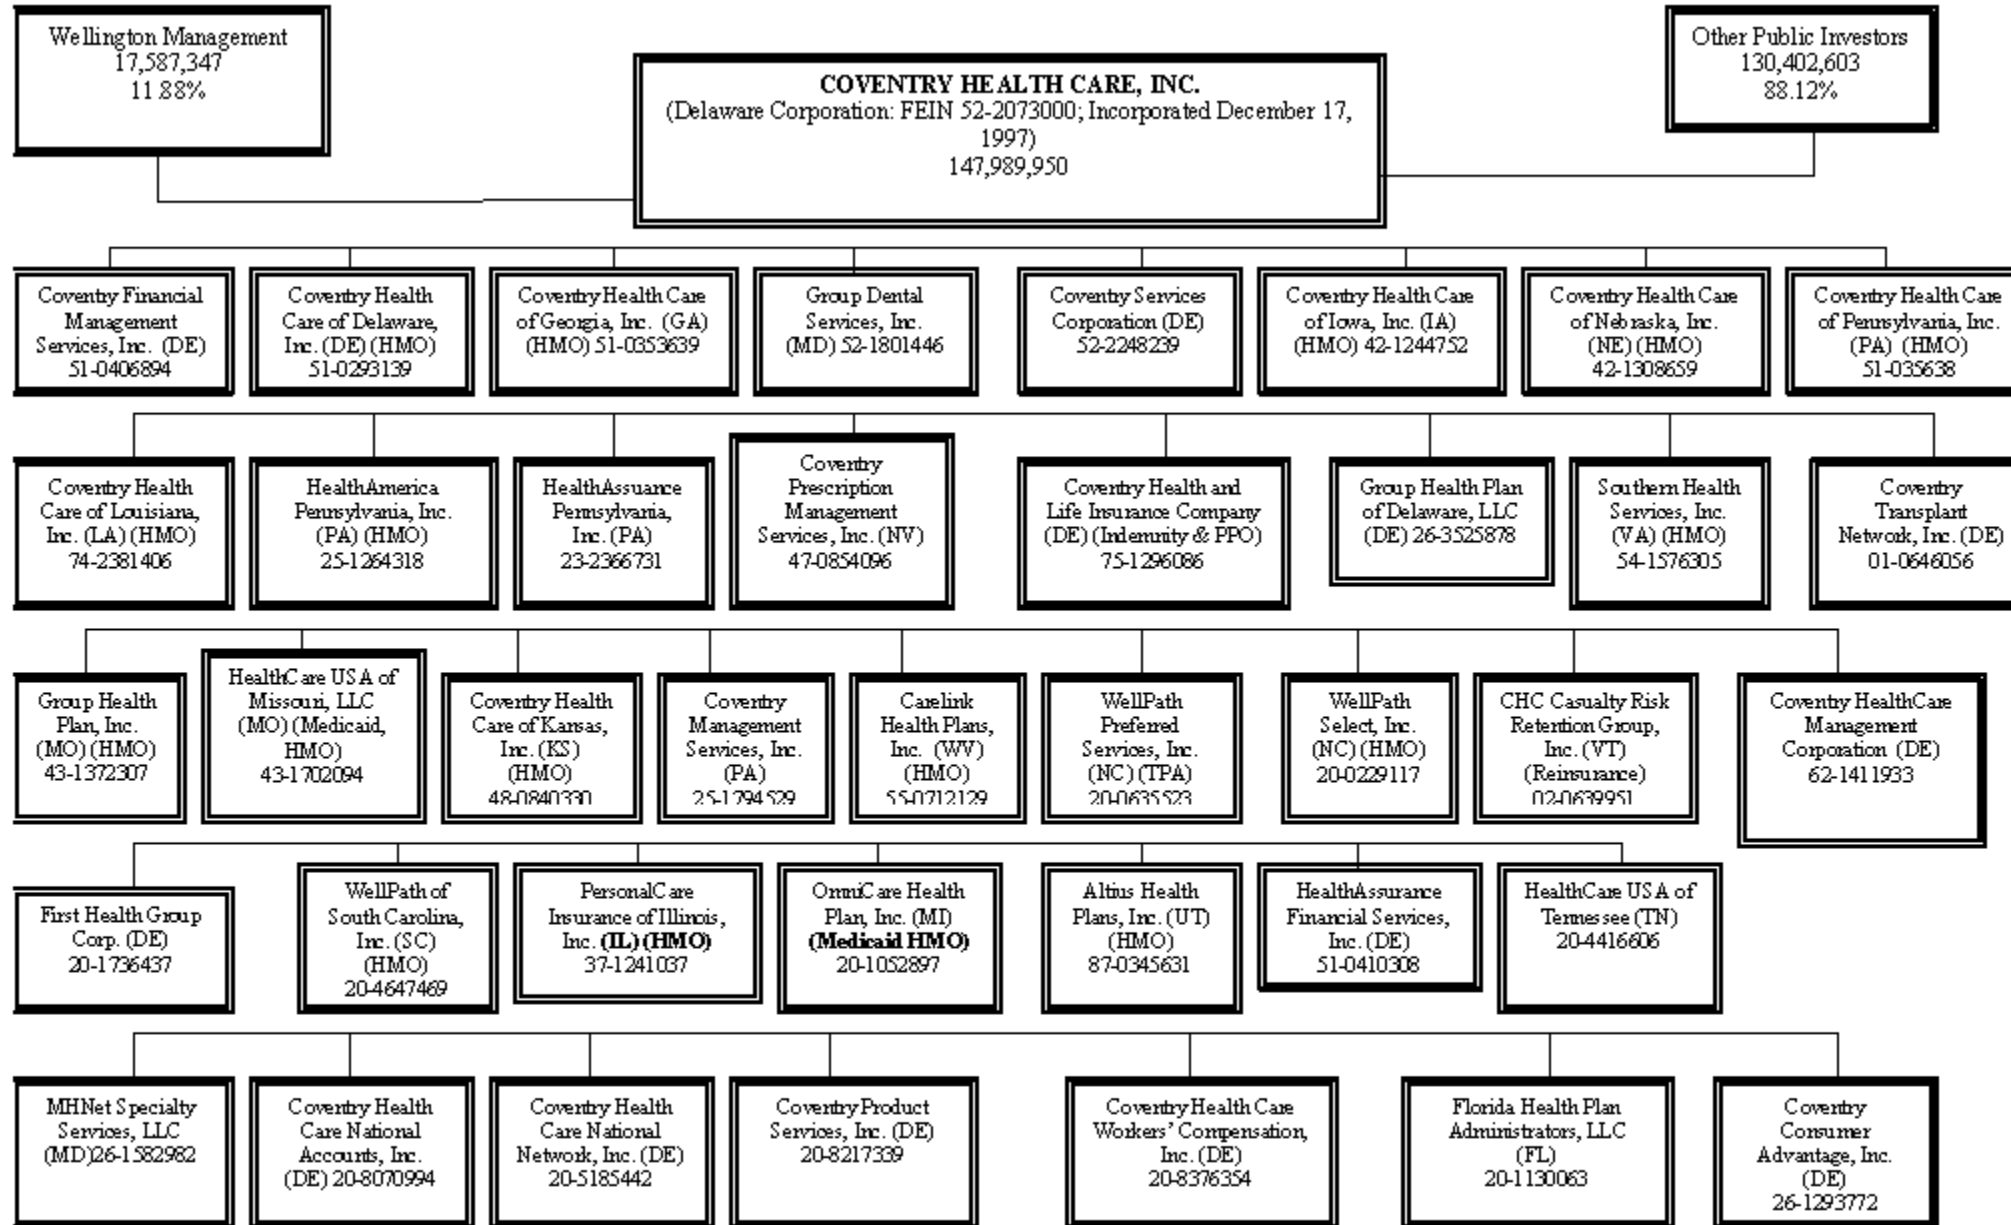 Wellington Management
17,587,347
11.88%
COVENTRY HEALTH CARE, INC.
(Delaware Corporation: FEIN 52-2073000; Incorporated December 17,
1997)
147,989,950
Other Public Investors
130,402,603
88.12%
Coventry Financial
Management
Services, Inc. (DE)
51-0406894
Coventry Health
Care of Delaware,
Inc. (DE) (HMO)
51-0293139
Coventry Health Care
of Georgia, Inc. (GA)
(HMO) 51-0353639
Group Dental
Services, Inc.
(MD) 52-1801446
Coventry Services
Corporation (DE)
52-2248239
Coventry Health Care
of Iowa, Inc. (IA)
(HMO) 42-1244752
Coventry Health Care
of Nebraska, Inc.
(NE) (HMO)
42-1308659
Coventry Health Care
of Pennsylvania, Inc.
(PA) (HMO)
51-035638
Coventry Health
Care of Louisiana,
Inc. (LA) (HMO)
74-2381406
HealthAmerica
Pennsylvania, Inc.
(PA) (HMO)
25-1264318
HealthAssuance
Pennsylvania,
Inc. (PA)
23-2366731
Coventry
Prescription
Management
Services, Inc. (NV)
47-0854096
Coventry Health and
Life Insurance Company
(DE) (Indemnity & PPO)
75-1296086
Group Health Plan
of Delaware, LLC
(DE) 26-3525878
Southern Health
Services, Inc.
(VA) (HMO)
54-1576305
Coventry
Transplant
Network, Inc. (DE)
01-0646056
Group Health
Plan, Inc.
(MO) (HMO)
43-1372307
HealthCare USA of
Missouri, LLC
(MO) (Medicaid,
HMO)
43-1702094
Coventry Health
Care of Kansas,
Inc. (KS)
(HMO)
48-0840330
Coventry
Management
Services, Inc.
(PA)
25-1794529
Carelink
Health Plans,
Inc. (WV)
(HMO)
55-0712129
WellPath
Preferred
Services, Inc.
(NC) (TPA)
20-0635523
WellPath
Select, Inc.
(NC) (HMO)
20-0229117
CHC Casualty Risk
Retention Group,
Inc. (VT)
(Reinsurance)
02-0639951
Coventry HealthCare
Management
Corporation (DE)
62-1411933
First Health Group
Corp. (DE)
20-1736437
WellPath of
South Carolina,
Inc. (SC)
(HMO)
20-4647469
PersonalCare
Insurance of Illinois,
Inc. (IL) (HMO)
37-1241037
OmniCare Health
Plan, Inc. (MI)
(Medicaid HMO)
20-1052897
Altius Health
Plans, Inc. (UT)
(HMO)
87-0345631
HealthAssurance
Financial Services,
Inc. (DE)
51-0410308
HealthCare USA of
Tennessee (TN)
20-4416606
MHNet Specialty
Services, LLC
(MD)26-1582982
Coventry Health
Care National
Accounts, Inc.
(DE) 20-8070994
Coventry Health
Care National
Network, Inc. (DE)
20-5185442
Coventry Product
Services, Inc. (DE)
20-8217339
Coventry Health Care
Workers' Compensation,
Inc. (DE)
20-8376354
Florida Health Plan
Administrators, LLC
(FL)
20-1130063
Coventry
Consumer
Advantage, Inc.
(DE)
26-1293772